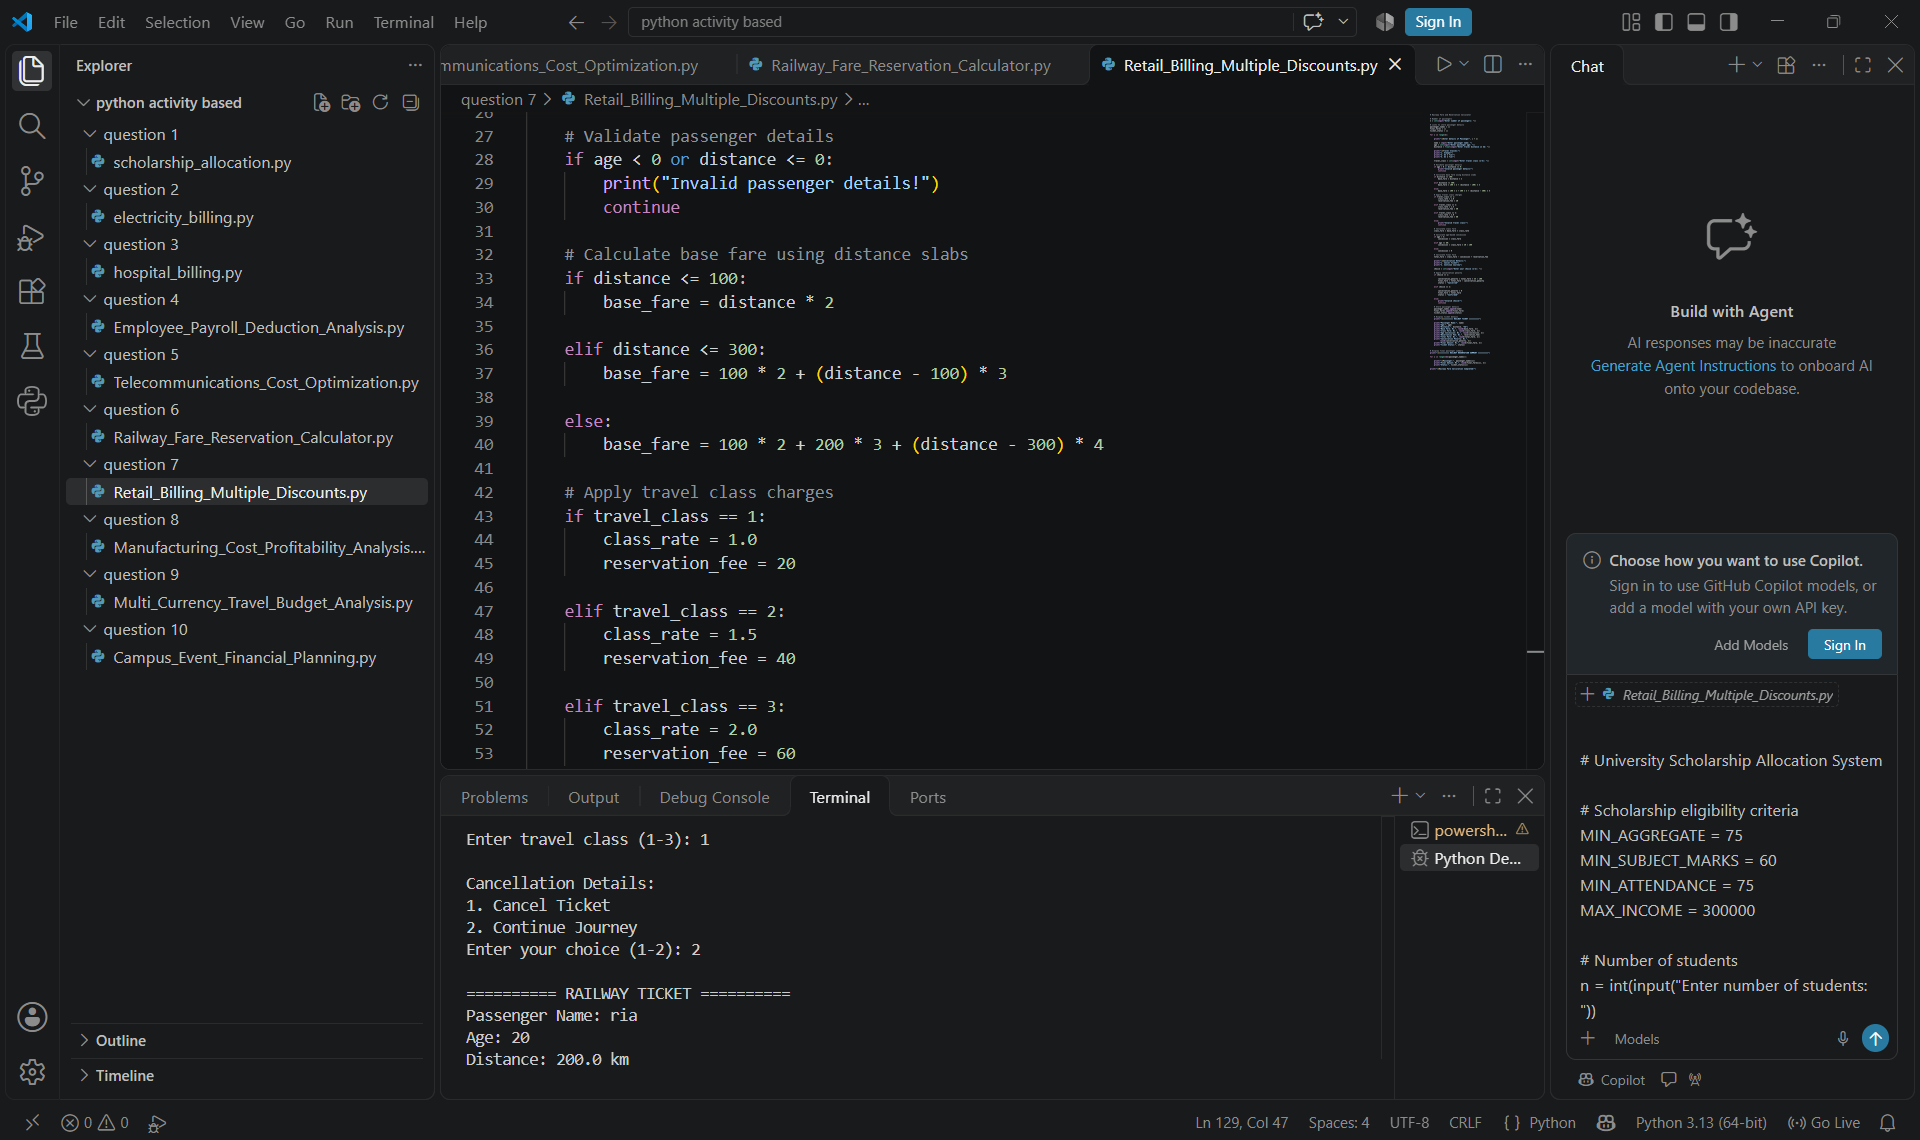 File Edit Selection View Go Run Terminal Help
python activity based
Sign In
Explorer
python activity based
question 1
scholarship_allocation.py
question 2
electricity_billing.py
question 3
hospital_billing.py
question 4
Employee_Payroll_Deduction_Analysis.py
question 5
Telecommunications_Cost_Optimization.py
question 6
Railway_Fare_Reservation_Calculator.py
question 7
Retail_Billing_Multiple_Discounts.py
question 8
Manufacturing_Cost_Profitability_Analysis....
question 9
Multi_Currency_Travel_Budget_Analysis.py
question 10
Campus_Event_Financial_Planning.py
Outline
Timeline
mmunications_Cost_Optimization.py
Railway_Fare_Reservation_Calculator.py
Retail_Billing_Multiple_Discounts.py
question 7 > Retail_Billing_Multiple_Discounts.py > ...
26
27 # Validate passenger details
28 if age < 0 or distance <= 0:
29 print("Invalid passenger details!")
30 continue
31
32 # Calculate base fare using distance slabs
33 if distance <= 100:
34 base_fare = distance * 2
35
36 elif distance <= 300:
37 base_fare = 100 * 2 + (distance - 100) * 3
38
39 else:
40 base_fare = 100 * 2 + 200 * 3 + (distance - 300) * 4
41
42 # Apply travel class charges
43 if travel_class == 1:
44 class_rate = 1.0
45 reservation_fee = 20
46
47 elif travel_class == 2:
48 class_rate = 1.5
49 reservation_fee = 40
50
51 elif travel_class == 3:
52 class_rate = 2.0
53 reservation_fee = 60
Problems Output Debug Console Terminal Ports
Enter travel class (1-3): 1
Cancellation Details:
1. Cancel Ticket
2. Continue Journey
Enter your choice (1-2): 2
========== RAILWAY TICKET ==========
Passenger Name: ria
Age: 20
Distance: 200.0 km
powersh...
Python De...
Chat
Build with Agent
AI responses may be inaccurate
Generate Agent Instructions to onboard AI
onto your codebase.
Choose how you want to use Copilot.
Sign in to use GitHub Copilot models, or
add a model with your own API key.
Add Models Sign In
Retail_Billing_Multiple_Discounts.py
# University Scholarship Allocation System
# Scholarship eligibility criteria
MIN_AGGREGATE = 75
MIN_SUBJECT_MARKS = 60
MIN_ATTENDANCE = 75
MAX_INCOME = 300000
# Number of students
n = int(input("Enter number of students:
"))
Models
Copilot
0 0
Ln 129, Col 47 Spaces: 4 UTF-8 CRLF { } Python Python 3.13 (64-bit) Go Live